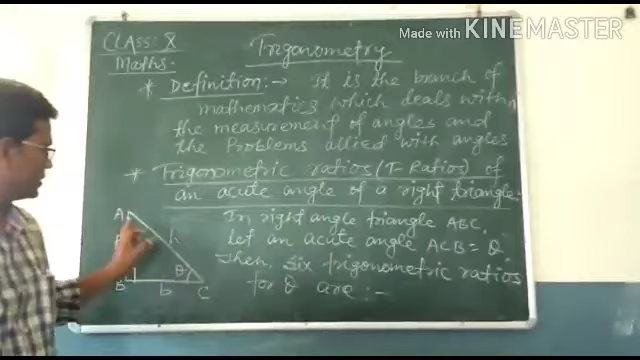 Made with KINEMASTER
CLASS: X
Maths.
Trigonometry
* Definition:→ It is the branch of
mathematics which deals with
the measurement of angles and
the Problems allied with angles
* Trigonometric ratios (T-Ratios) of
an acute angle of a right triangle:
In right angle triangle ABC,
Let an acute angle ACB = θ
Then, six trigonometric ratios
for θ are:-
A
h
θ
B b C